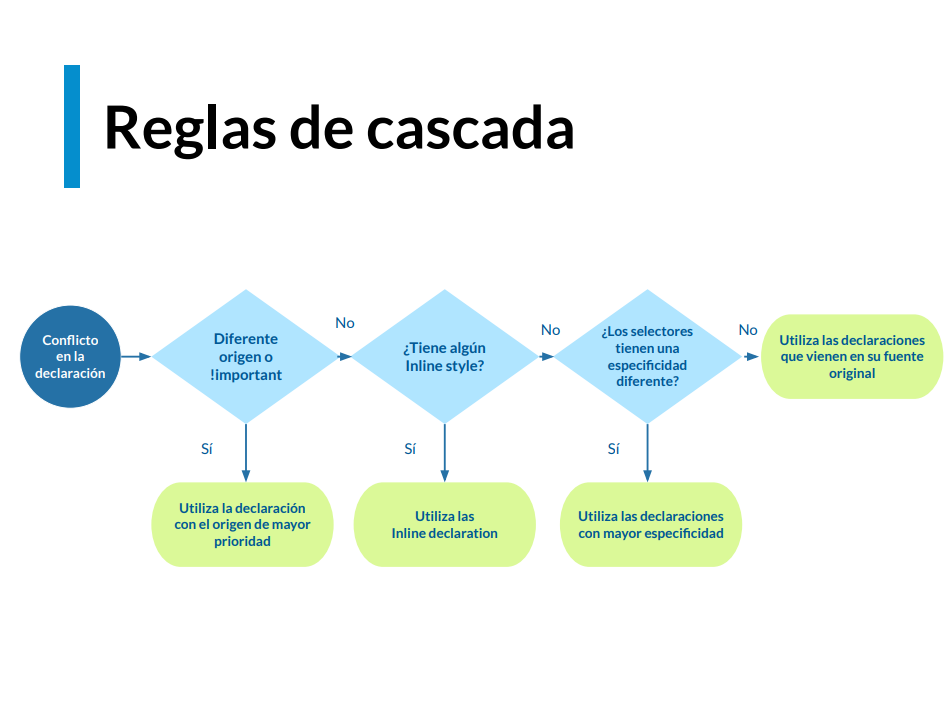 Reglas de cascada
Conflicto
en la
declaración
Diferente
origen o
!important
No
¿Tiene algún
Inline style?
No
¿Los selectores
tienen una
especificidad
diferente?
No
Utiliza las declaraciones
que vienen en su fuente
original
Sí
Sí
Sí
Utiliza la declaración
con el origen de mayor
prioridad
Utiliza las
Inline declaration
Utiliza las declaraciones
con mayor especificidad